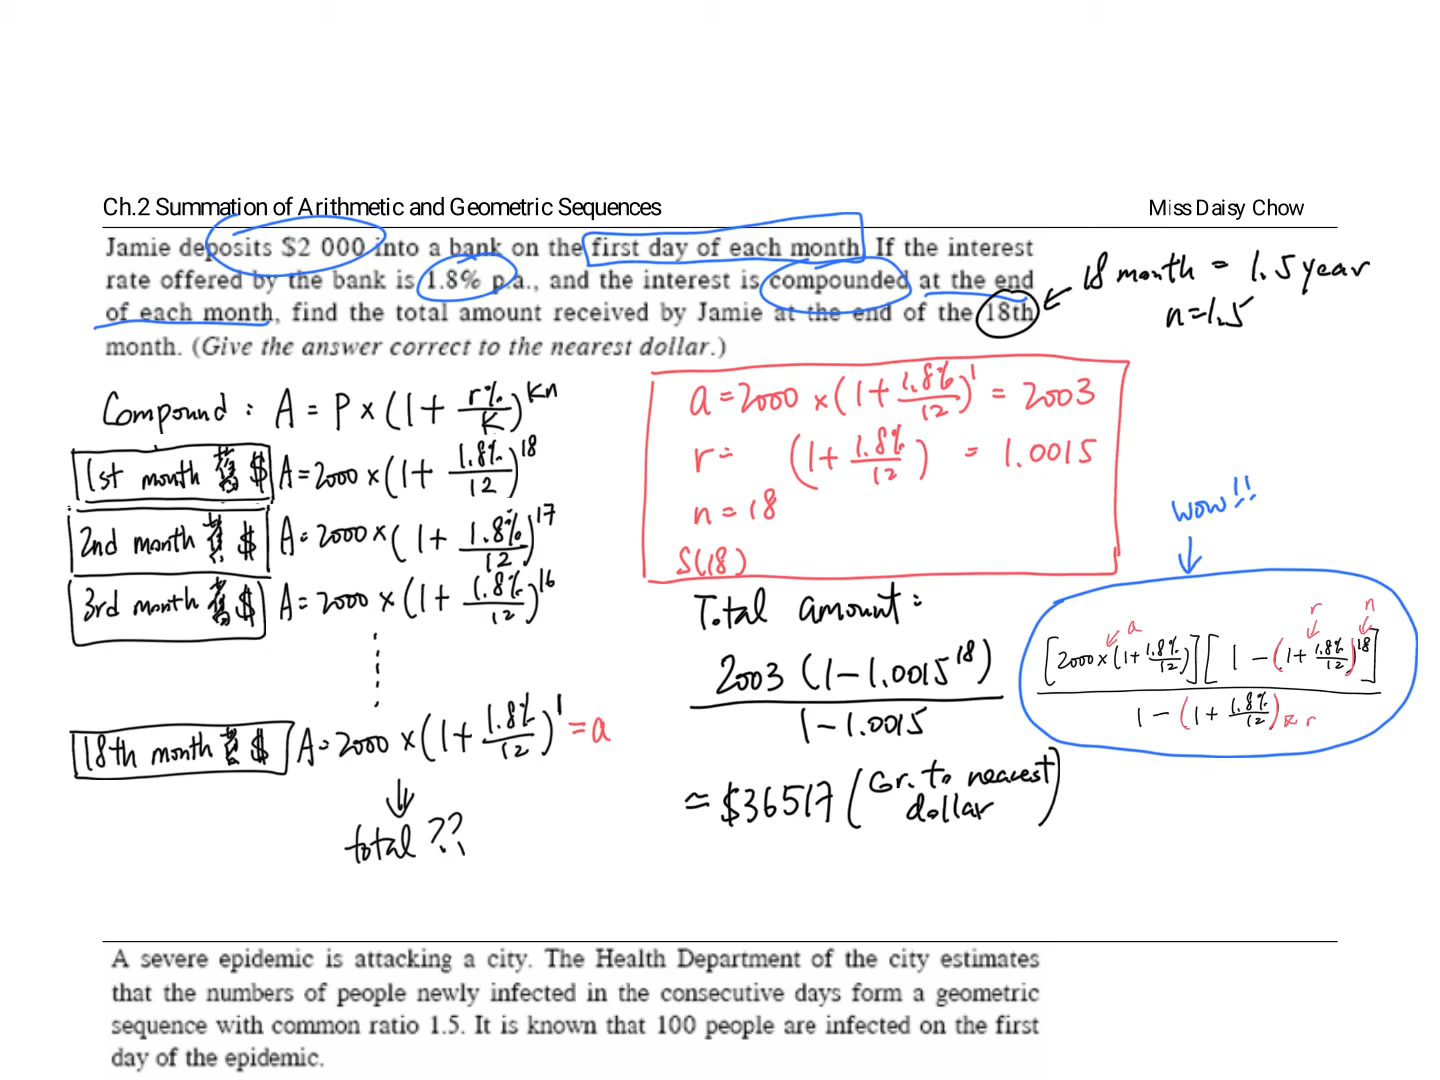 Ch.2 Summation of Arithmetic and Geometric Sequences
Miss Daisy Chow
Jamie deposits $2 000 into a bank on the first day of each month. If the interest
rate offered by the bank is 1.8% p.a., and the interest is compounded at the end
of each month, find the total amount received by Jamie at the end of the 18th
month. (Give the answer correct to the nearest dollar.)
18 month = 1.5 year
n=1.5
Compound : A = P × (1 + r%/K)^Kn
1st month 舊 $ A = 2000 × (1 + 1.8%/12)^18
2nd month $ A = 2000 × (1 + 1.8%/12)^17
3rd month $ A = 2000 × (1 + 1.8%/12)^16
18th month $ A = 2000 × (1 + 1.8%/12)^1 = a
total ??
a = 2000 × (1 + 1.8%/12)^1 = 2003
r = (1 + 1.8%/12) = 1.0015
n = 18
S(18)
Total amount :
2003 (1 − 1.0015^18)
1 − 1.0015
≈ $36517 (cor. to nearest
dollar)
wow!!
a
r n
[2000 × (1 + 1.8%/12)] [1 − (1 + 1.8%/12)^18]
1 − (1 + 1.8%/12) r
A severe epidemic is attacking a city. The Health Department of the city estimates
that the numbers of people newly infected in the consecutive days form a geometric
sequence with common ratio 1.5. It is known that 100 people are infected on the first
day of the epidemic.